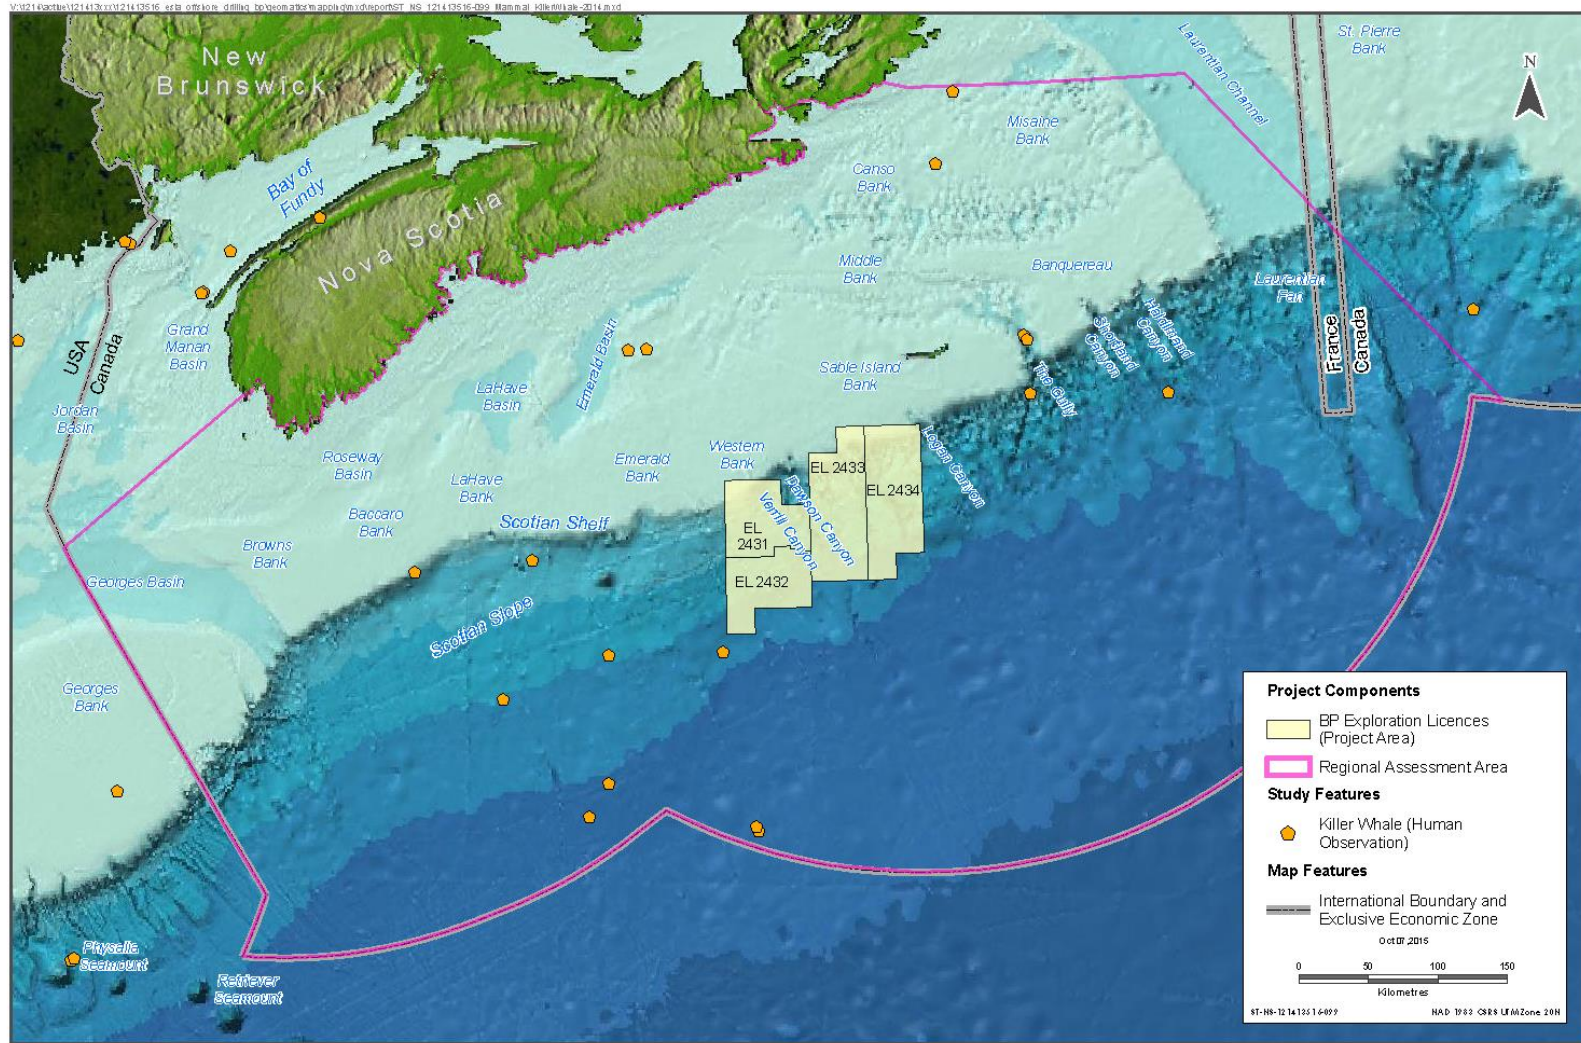 New
Brunswick
St. Pierre
Bank
Laurentian Channel
N
Misaine
Bank
Canso
Bank
Bay of
Fundy
Nova Scotia
Middle
Bank
Banquereau
Laurentian
Fan
Grand
Manan
Basin
USA
Canada
Emerald Basin
Sable Island
Bank
Haldimand
Canyon
Shortland
Canyon
The Gully
France
Canada
LaHave
Basin
Jordan
Basin
Roseway
Basin
LaHave
Bank
Emerald
Bank
Western
Bank
Logan Canyon
EL 2433
EL 2434
Dawson Canyon
Verrill Canyon
EL
2431
EL 2432
Baccaro
Bank
Scotian Shelf
Browns
Bank
Georges Basin
Scotian Slope
Georges
Bank
Physalia
Seamount
Retriever
Seamount
Project Components
BP Exploration Licences
(Project Area)
Regional Assessment Area
Study Features
Killer Whale (Human
Observation)
Map Features
International Boundary and
Exclusive Economic Zone
Oct 07, 2015
0 50 100 150
Kilometres
ST-NS-121413516-099 NAD 1983 CSRS UTM Zone 20N